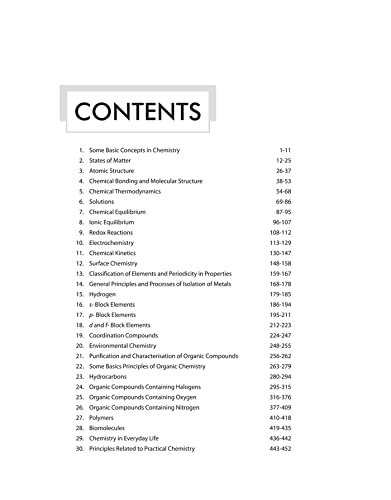 CONTENTS
1. Some Basic Concepts in Chemistry 1-11
2. States of Matter 12-25
3. Atomic Structure 26-37
4. Chemical Bonding and Molecular Structure 38-53
5. Chemical Thermodynamics 54-68
6. Solutions 69-86
7. Chemical Equilibrium 87-95
8. Ionic Equilibrium 96-107
9. Redox Reactions 108-112
10. Electrochemistry 113-129
11. Chemical Kinetics 130-147
12. Surface Chemistry 148-158
13. Classification of Elements and Periodicity in Properties 159-167
14. General Principles and Processes of Isolation of Metals 168-178
15. Hydrogen 179-185
16. s- Block Elements 186-194
17. p- Block Elements 195-211
18. d and f- Block Elements 212-223
19. Coordination Compounds 224-247
20. Environmental Chemistry 248-255
21. Purification and Characterisation of Organic Compounds 256-262
22. Some Basics Principles of Organic Chemistry 263-279
23. Hydrocarbons 280-294
24. Organic Compounds Containing Halogens 295-315
25. Organic Compounds Containing Oxygen 316-376
26. Organic Compounds Containing Nitrogen 377-409
27. Polymers 410-418
28. Biomolecules 419-435
29. Chemistry in Everyday Life 436-442
30. Principles Related to Practical Chemistry 443-452